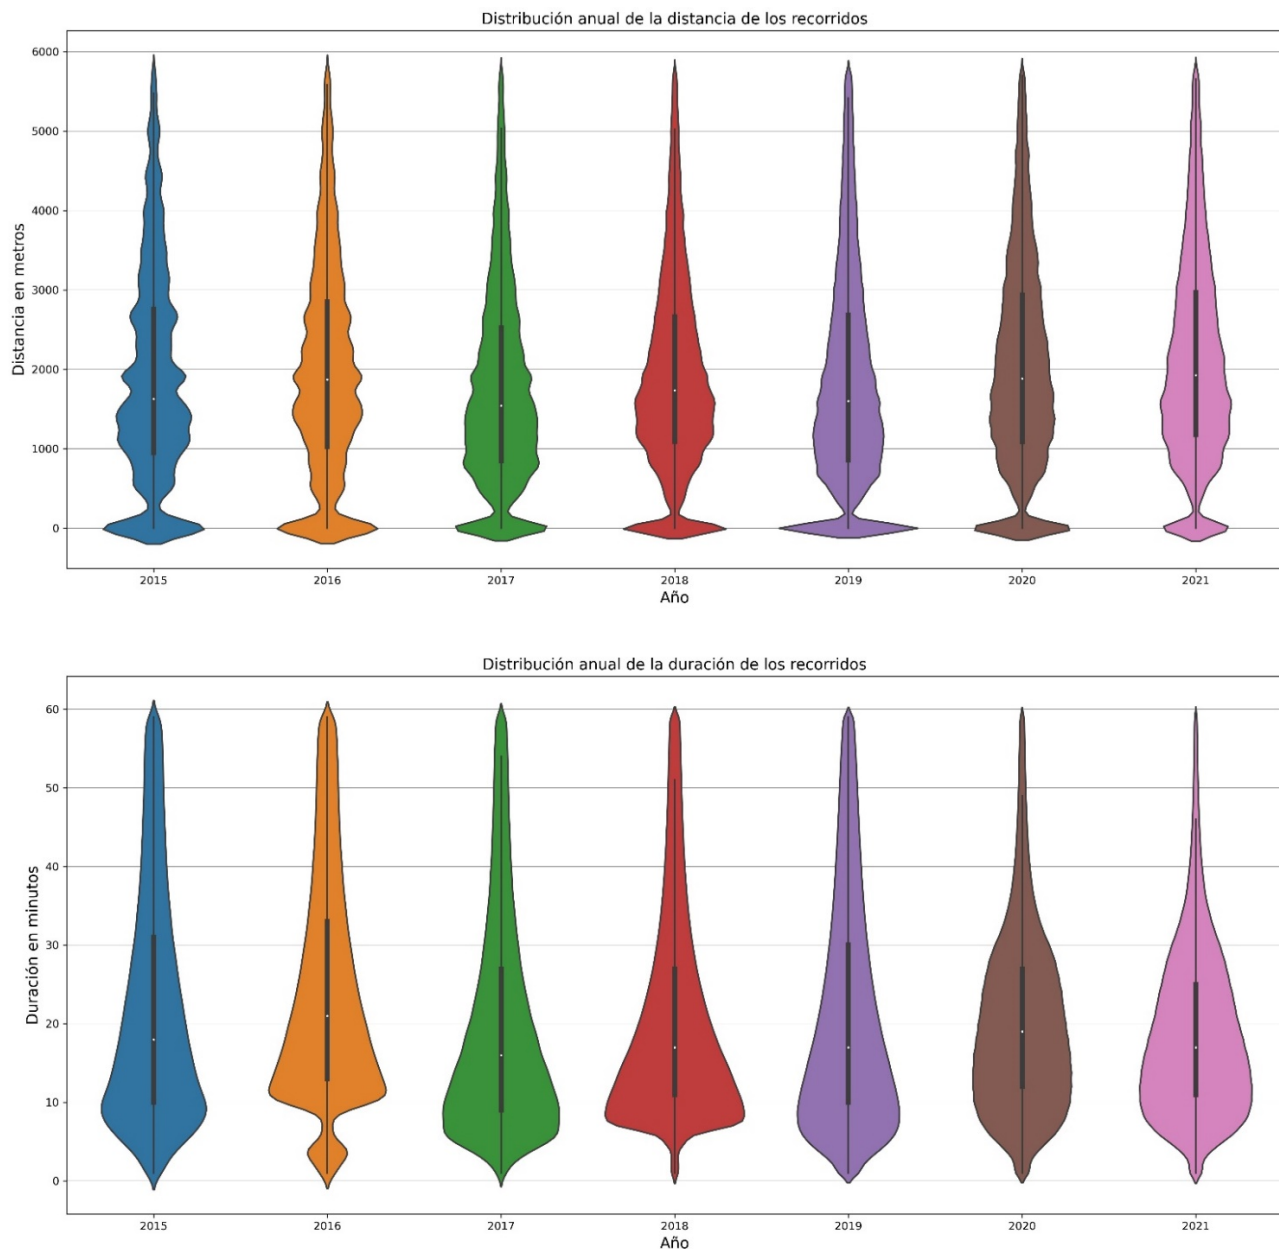 Distribución anual de la distancia de los recorridos
6000
5000
4000
3000
2000
1000
0
Distancia en metros
2015 2016 2017 2018 2019 2020 2021
Año
Distribución anual de la duración de los recorridos
60
50
40
30
20
10
0
Duración en minutos
2015 2016 2017 2018 2019 2020 2021
Año